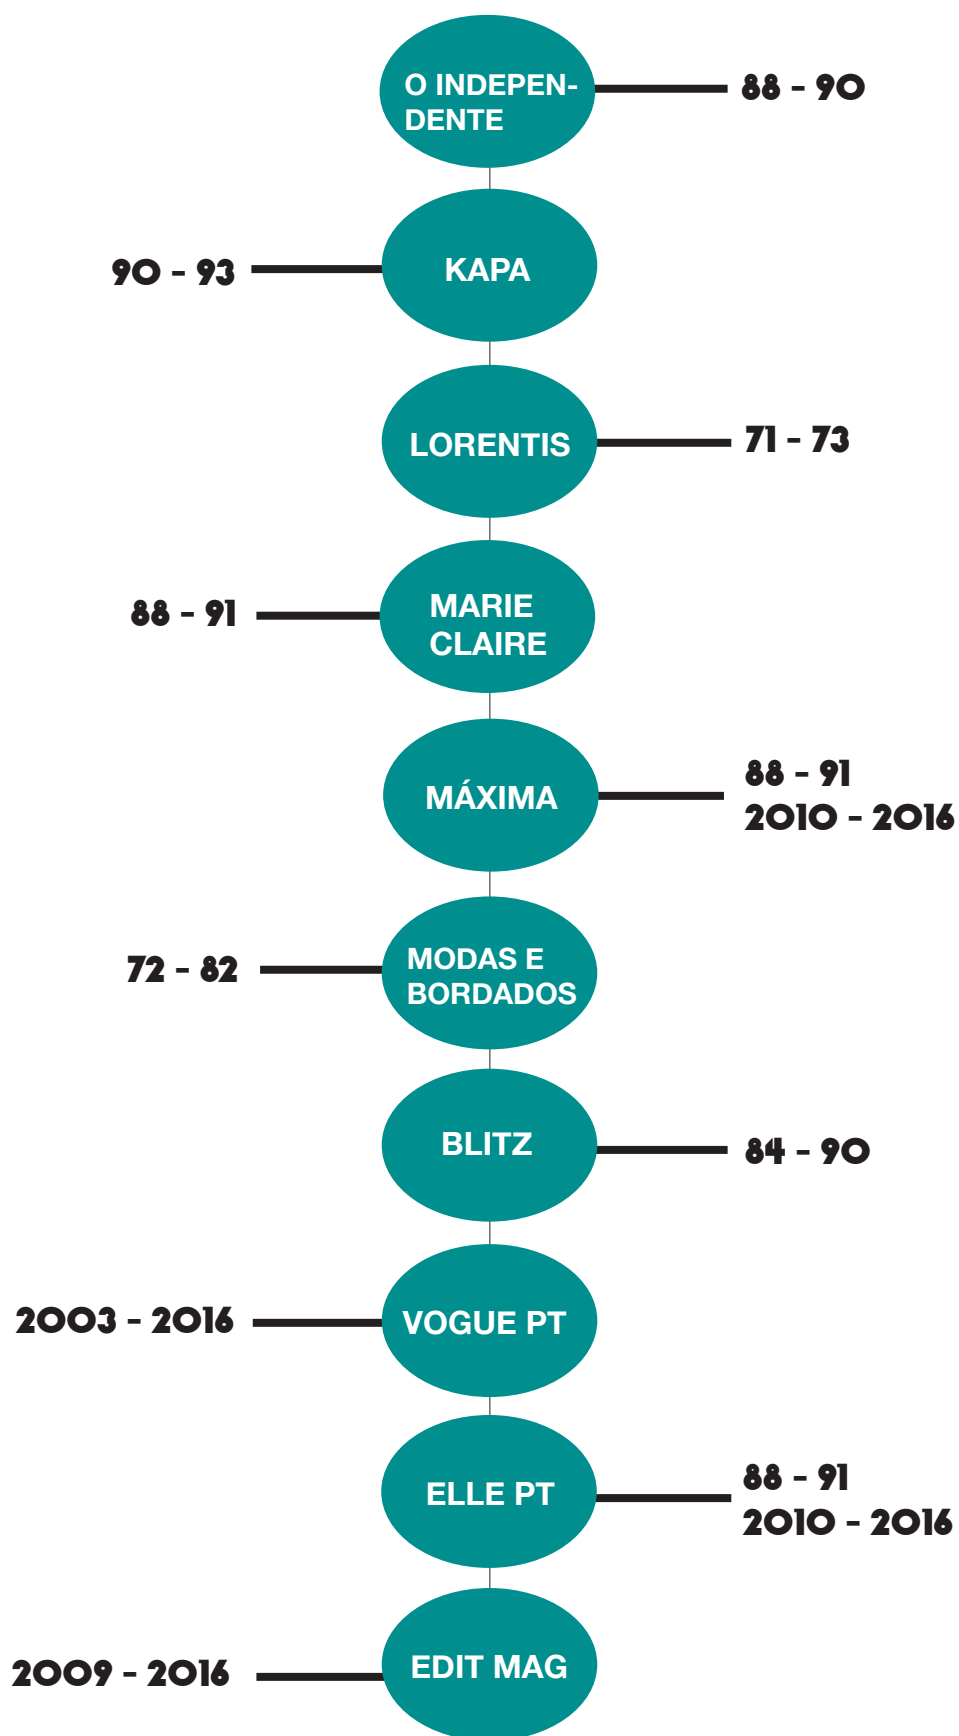 O INDEPEN-
DENTE
88 - 90
KAPA
90 - 93
LORENTIS
71 - 73
MARIE
CLAIRE
88 - 91
MÁXIMA
88 - 91
2010 - 2016
MODAS E
BORDADOS
72 - 82
BLITZ
84 - 90
VOGUE PT
2003 - 2016
ELLE PT
88 - 91
2010 - 2016
EDIT MAG
2009 - 2016